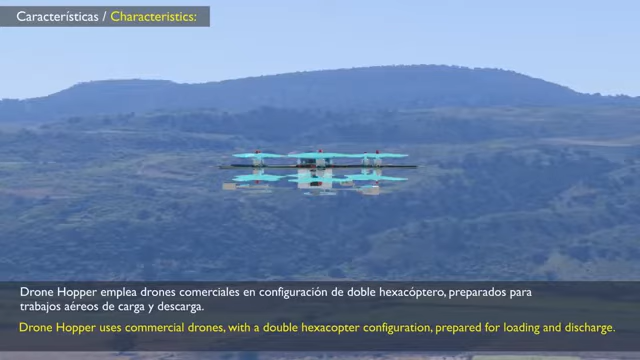 Características / Characteristics:
Drone Hopper emplea drones comerciales en configuración de doble hexacóptero, preparados para
trabajos aéreos de carga y descarga.
Drone Hopper uses commercial drones, with a double hexacopter configuration, prepared for loading and discharge.